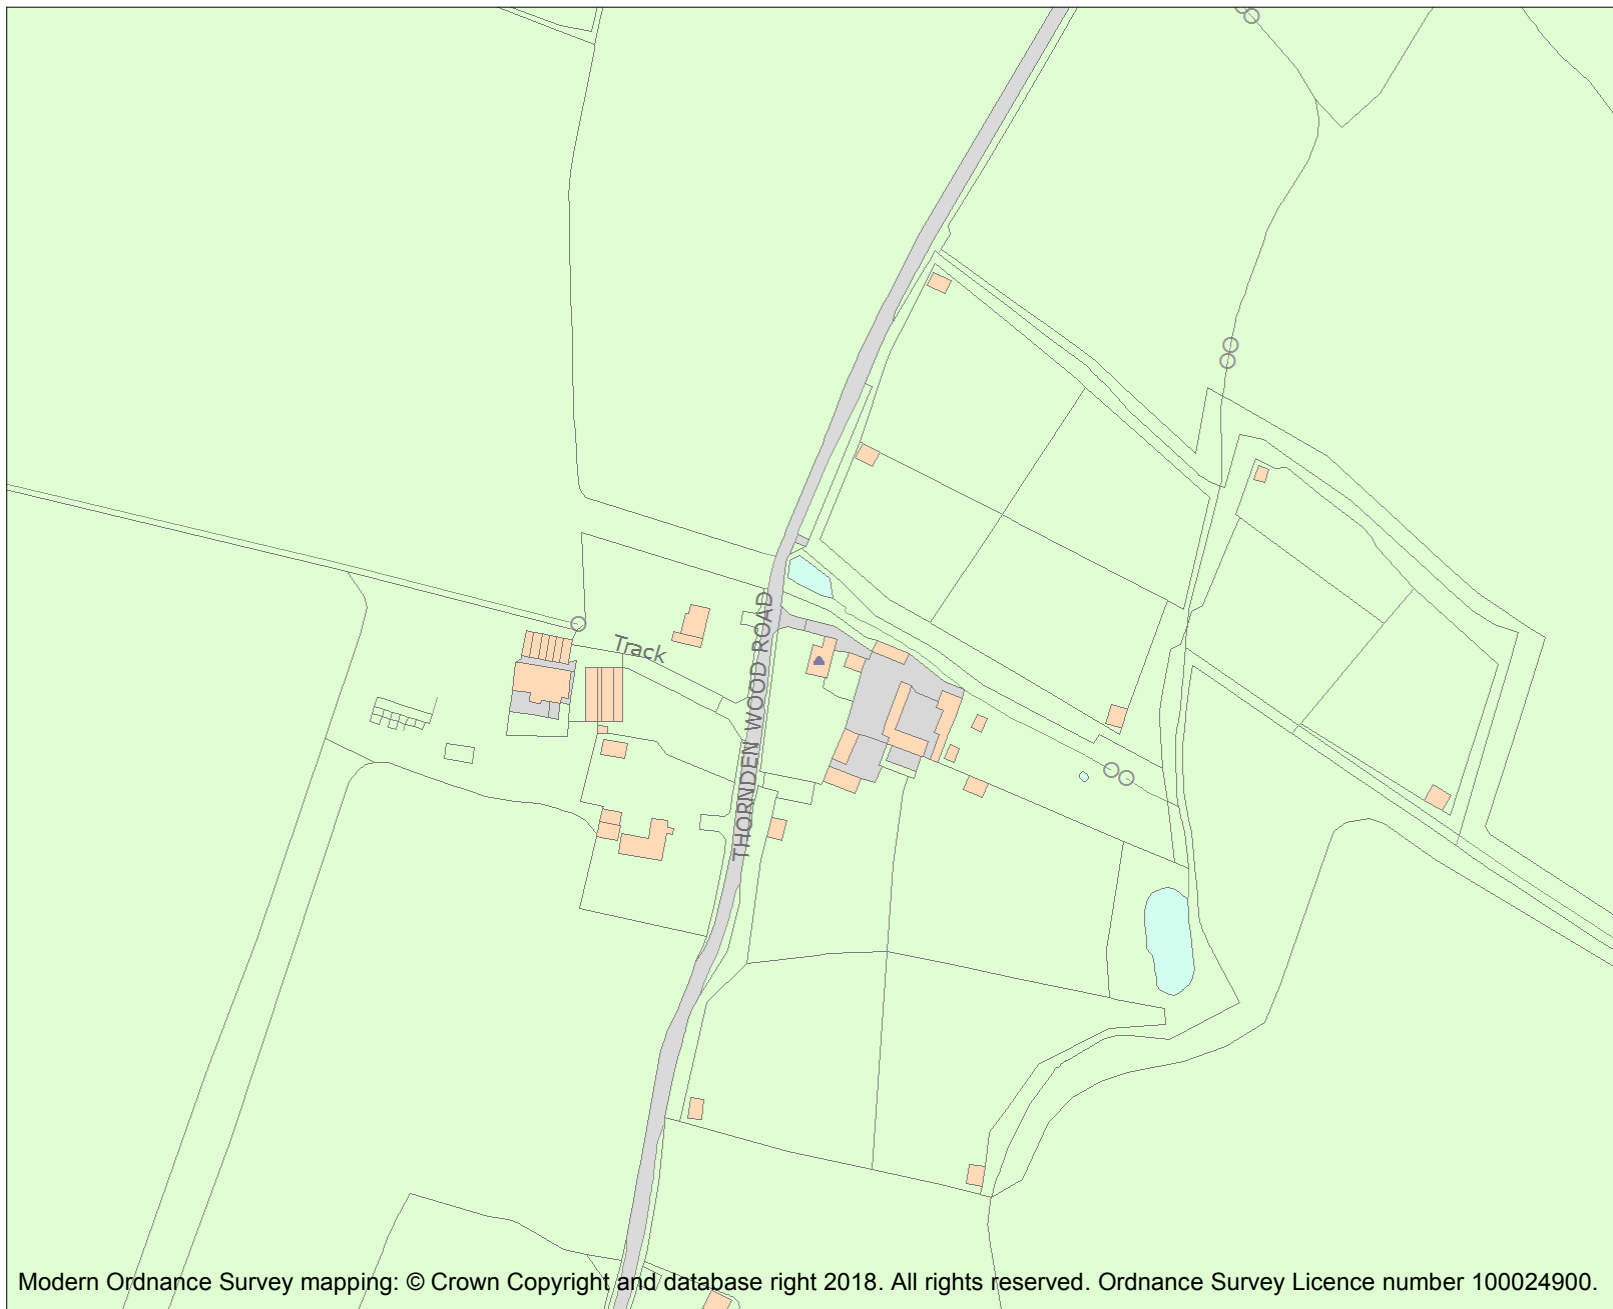 Track
THORNDEN WOOD ROAD
Modern Ordnance Survey mapping: © Crown Copyright and database right 2018. All rights reserved. Ordnance Survey Licence number 100024900.